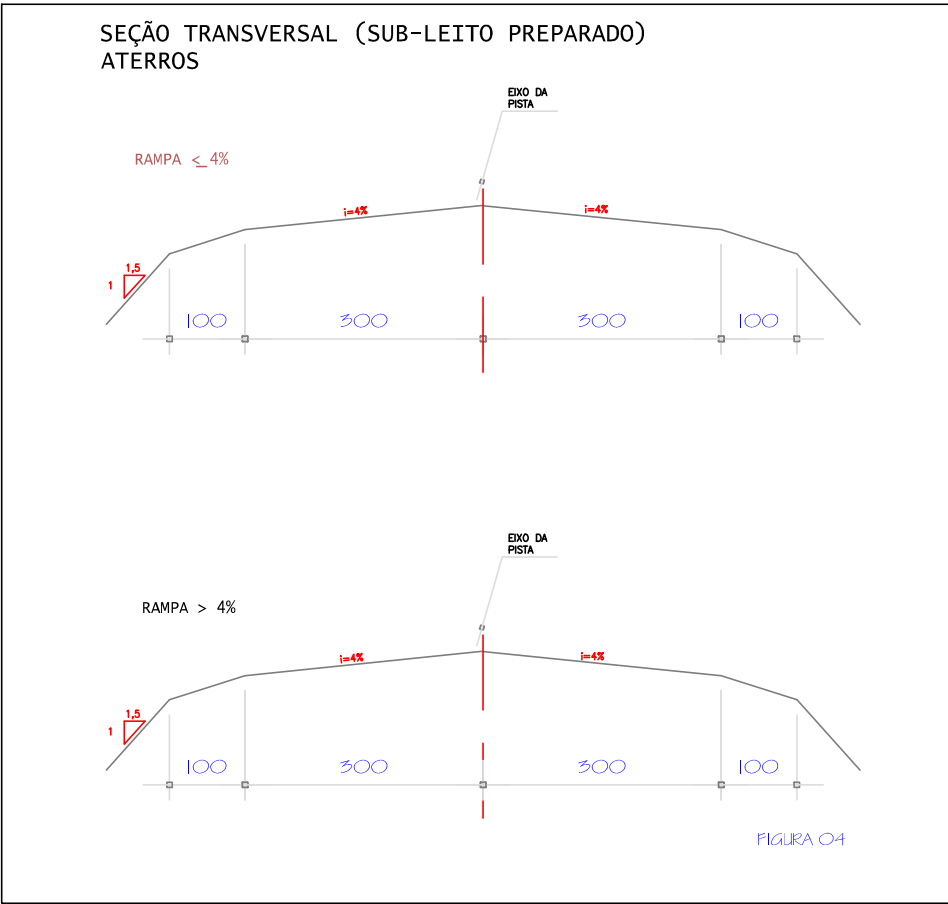 SEÇÃO TRANSVERSAL (SUB-LEITO PREPARADO)
ATERROS
EIXO DA
PISTA
RAMPA ≤ 4%
i=4%
i=4%
1,5
1
100
300
300
100
EIXO DA
PISTA
RAMPA > 4%
i=4%
i=4%
1,5
1
100
300
300
100
FIGURA 04